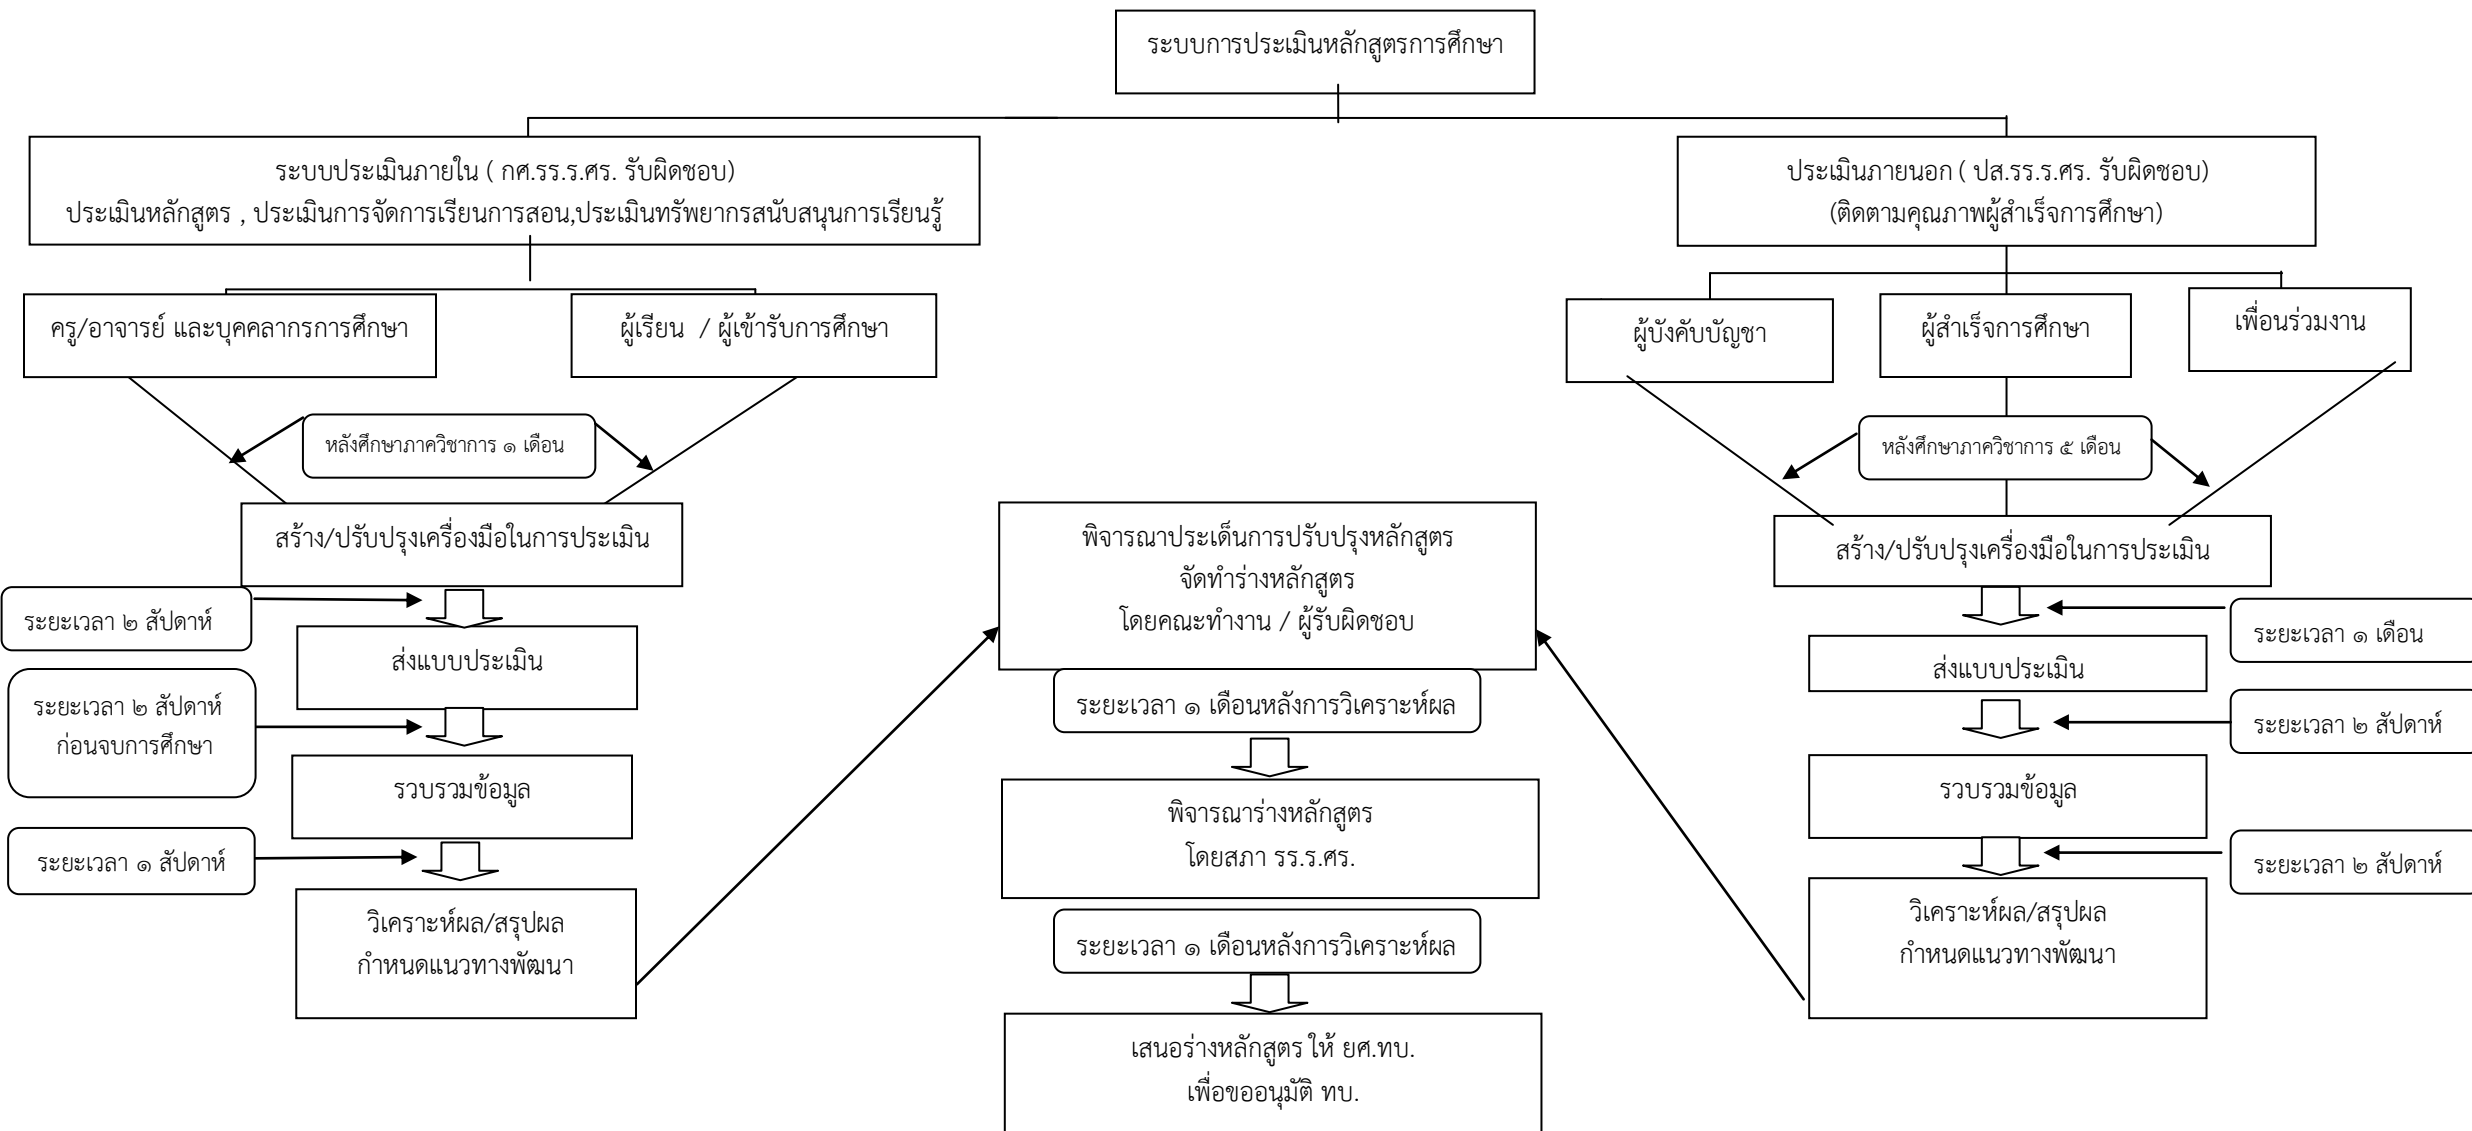 ระบบการประเมินหลักสูตรการศึกษา
ระบบประเมินภายใน ( กศ.รร.ร.ศร. รับผิดชอบ)
ประเมินหลักสูตร , ประเมินการจัดการเรียนการสอน,ประเมินทรัพยากรสนับสนุนการเรียนรู้
ประเมินภายนอก ( ปส.รร.ร.ศร. รับผิดชอบ)
(ติดตามคุณภาพผู้สำเร็จการศึกษา)
ครู/อาจารย์ และบุคคลากรการศึกษา
ผู้เรียน / ผู้เข้ารับการศึกษา
ผู้บังคับบัญชา
ผู้สำเร็จการศึกษา
เพื่อนร่วมงาน
หลังศึกษาภาควิชาการ ๑ เดือน
หลังศึกษาภาควิชาการ ๕ เดือน
สร้าง/ปรับปรุงเครื่องมือในการประเมิน
ระยะเวลา ๒ สัปดาห์
ส่งแบบประเมิน
ระยะเวลา ๒ สัปดาห์
ก่อนจบการศึกษา
รวบรวมข้อมูล
ระยะเวลา ๑ สัปดาห์
วิเคราะห์ผล/สรุปผล
กำหนดแนวทางพัฒนา
พิจารณาประเด็นการปรับปรุงหลักสูตร
จัดทำร่างหลักสูตร
โดยคณะทำงาน / ผู้รับผิดชอบ
ระยะเวลา ๑ เดือนหลังการวิเคราะห์ผล
พิจารณาร่างหลักสูตร
โดยสภา รร.ร.ศร.
ระยะเวลา ๑ เดือนหลังการวิเคราะห์ผล
เสนอร่างหลักสูตร ให้ ยศ.ทบ.
เพื่อขออนุมัติ ทบ.
สร้าง/ปรับปรุงเครื่องมือในการประเมิน
ระยะเวลา ๑ เดือน
ส่งแบบประเมิน
ระยะเวลา ๒ สัปดาห์
รวบรวมข้อมูล
ระยะเวลา ๒ สัปดาห์
วิเคราะห์ผล/สรุปผล
กำหนดแนวทางพัฒนา